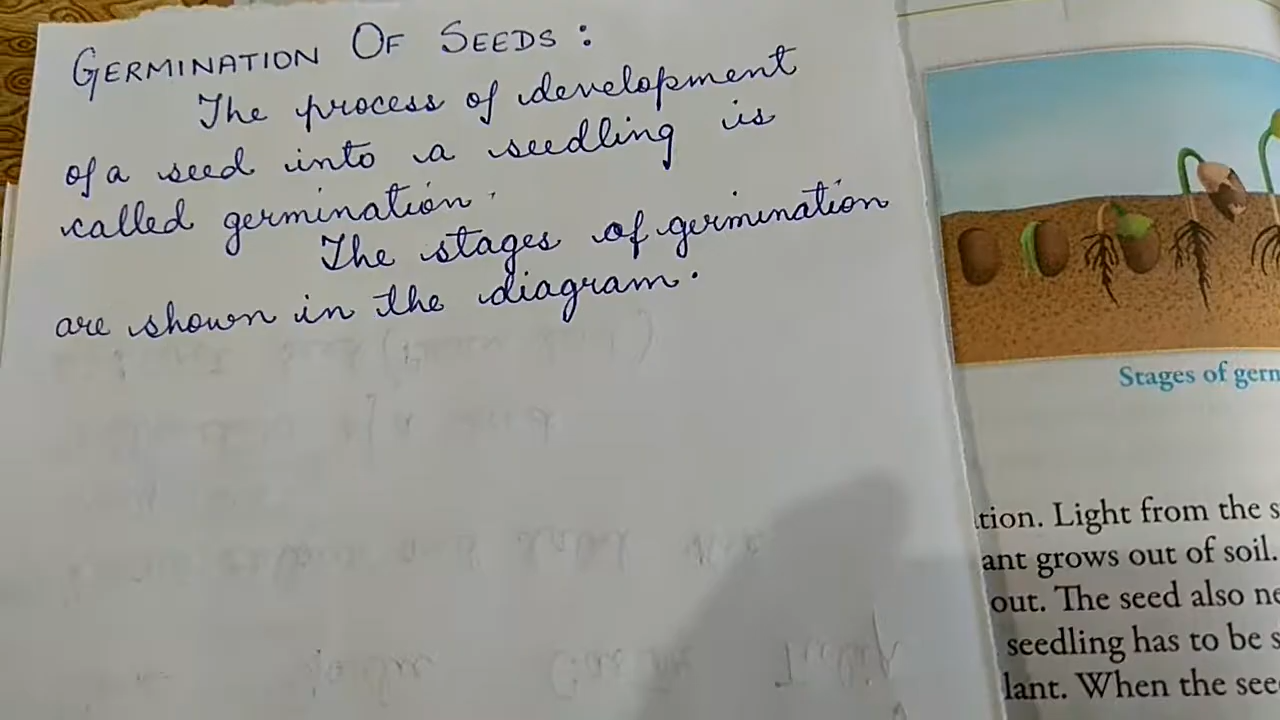 GERMINATION OF SEEDS :
The process of development
of a seed into a seedling is
called germination.
The stages of germination
are shown in the diagram.
Stages of germ
tion. Light from the s
ant grows out of soil.
out. The seed also ne
seedling has to be s
lant. When the see